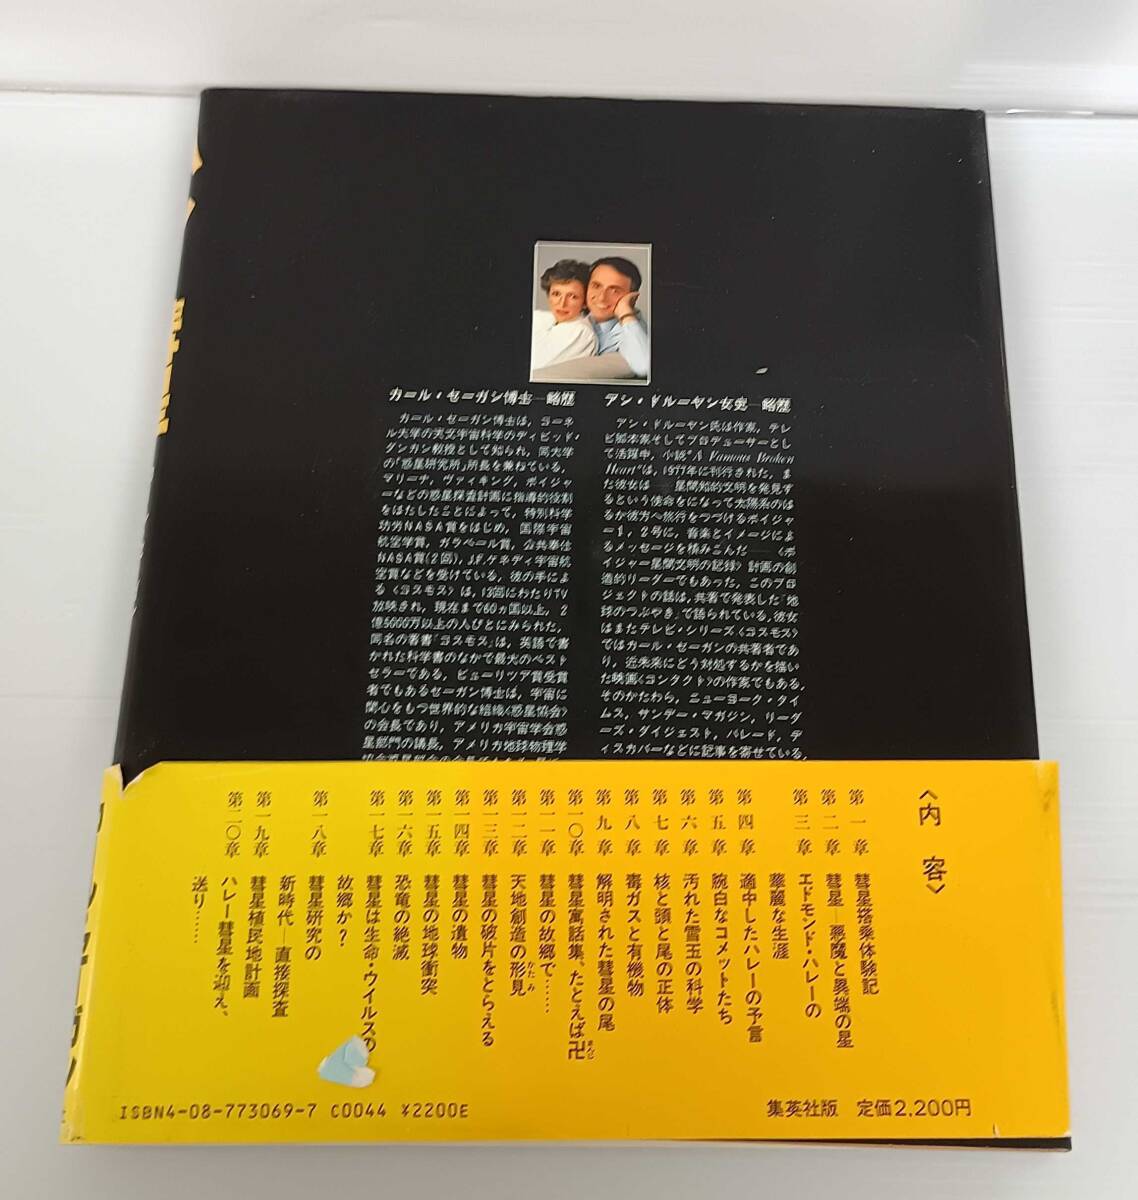 カール・セーガン博士―略歴
カール・セーガン博士は，コーネ
ル大学の天文宇宙科学のディビッド・
ダンカン教授として知られ，同大学
の「惑星研究所」所長を兼ねている，
マリーナ，ヴァイキング，ボイジャ
ーなどの惑星探査計画に指導的役割
をはたしたことによって，特別科学
功労NASA賞をはじめ，国際宇宙
航空学賞，ガラベール賞，公共奉仕
NASA賞(2回)，J.F.ケネディ宇宙航
空賞などを受けている，彼の手によ
る〈コスモス〉は，13回にわたりTV
放映され，現在まで60ヵ国以上，2
億5000万以上の人びとにみられた，
同名の著書「コスモス」は，英語で書
かれた科学書のなかで最大のベスト
セラーである，ピューリツア賞受賞
者でもあるセーガン博士は，宇宙に
関心をもつ世界的な組織〈惑星協会〉
の会長であり，アメリカ宇宙学会惑
星部門の議長，アメリカ地球物理学
アン・ドルーヤン女史―略歴
アン・ドルーヤン氏は作家，テレ
ビ脚本家そしてプロデューサーとし
て活躍中，小説"A Famous Broken
Heart"は，1977年に刊行された，ま
た彼女は――星間知的文明を発見す
るという使命をになって太陽系のは
るか彼方へ旅行をつづけるボイジャ
ー1，2号に，音楽とイメージによ
るメッセージを積みこんだ――〈ボ
イジャー星間文明の記録〉計画の創
造的リーダーでもあった，このプロ
ジェクトの話は，共著で発表した「地
球のつぶやき」で語られている，彼女
はまたテレビ・シリーズ〈コスモス〉
ではカール・セーガンの共著者であ
り，近未来にどう対処するかを描い
た映画〈コンタクト〉の作家でもある，
そのかたわら，ニューヨーク・タイ
ムス，サンデー・マガジン，リーダ
ーズ・ダイジェスト，パレード，デ
ィスカバーなどに記事を寄せている，
〈内容〉
第一章 彗星搭乗体験記
第二章 彗星―悪魔と異端の星
第三章 エドモンド・ハレーの
華麗な生涯
第四章 適中したハレーの予言
第五章 腕白なコメットたち
第六章 汚れた雪玉の科学
第七章 核と頭と尾の正体
第八章 毒ガスと有機物
第九章 解明された彗星の尾
第一〇章 彗星寓話集。たとえば卍まんじ
第一一章 彗星の故郷で……
第一二章 天地創造の形見かたみ
第一三章 彗星の破片をとらえる
第一四章 彗星の遺物
第一五章 彗星の地球衝突
第一六章 恐竜の絶滅
第一七章 彗星は生命・ウイルスの
故郷か？
第一八章 彗星研究の
新時代―直接探査
第一九章 彗星植民地計画
第二〇章 ハレー彗星を迎え、
送り……
ISBN4-08-773069-7 C0044 ¥2200E
集英社版 定価2,200円